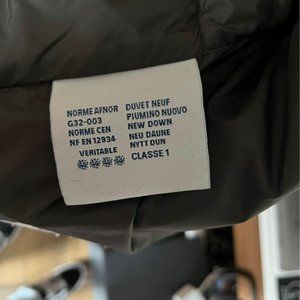 NORME AFNOR
G32-003
NORME CEN
NF EN 12934
VERITABLE
DUVET NEUF
PIUMINO NUOVO
NEW DOWN
NEU DAUNE
NYTT DUN
CLASSE 1